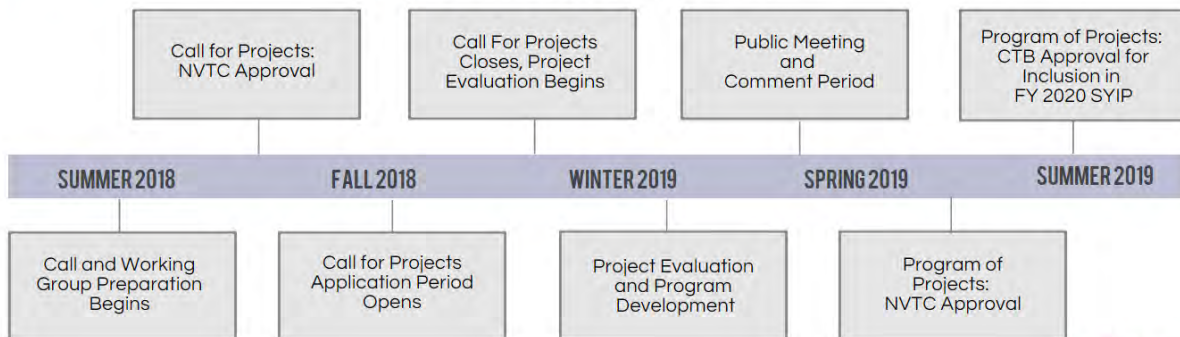 Call for Projects:
NVTC Approval
Call For Projects
Closes, Project
Evaluation Begins
Public Meeting
and
Comment Period
Program of Projects:
CTB Approval for
Inclusion in
FY 2020 SYIP
SUMMER 2018
FALL 2018
WINTER 2019
SPRING 2019
SUMMER 2019
Call and Working
Group Preparation
Begins
Call for Projects
Application Period
Opens
Project Evaluation
and Program
Development
Program of
Projects:
NVTC Approval